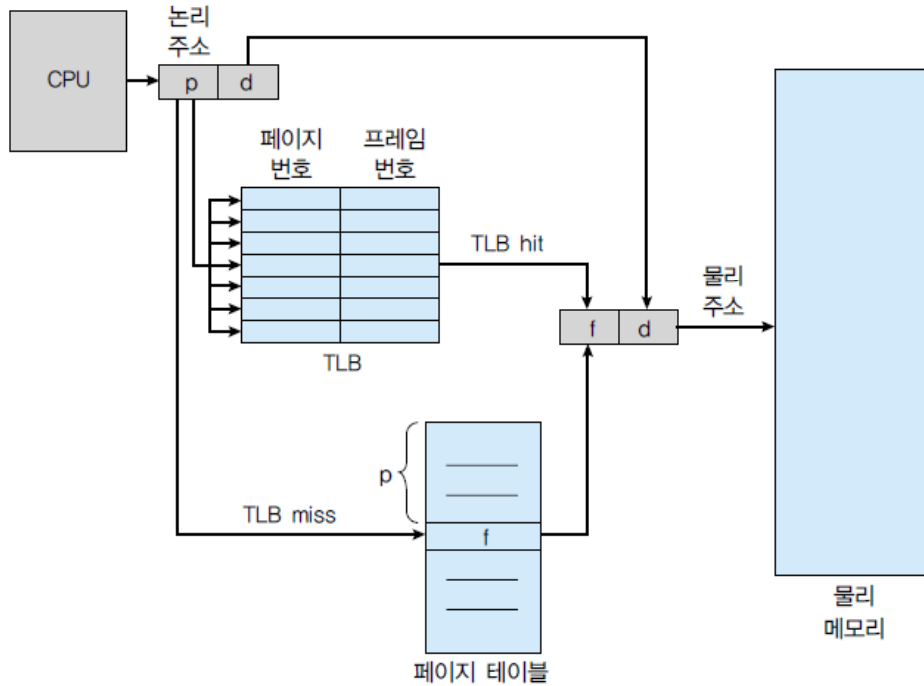 논리
주소
CPU
p
d
페이지
번호
프레임
번호
TLB hit
TLB
물리
주소
f
d
p
TLB miss
f
페이지 테이블
물리
메모리